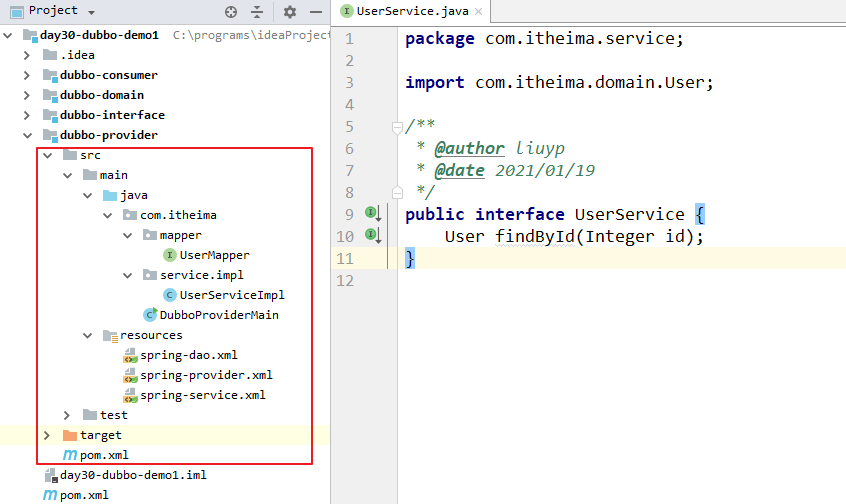 Project
day30-dubbo-demo1 C:\programs\ideaProject
.idea
dubbo-consumer
dubbo-domain
dubbo-interface
dubbo-provider
src
main
java
com.itheima
mapper
UserMapper
service.impl
UserServiceImpl
DubboProviderMain
resources
spring-dao.xml
spring-provider.xml
spring-service.xml
test
target
pom.xml
day30-dubbo-demo1.iml
pom.xml
UserService.java
1 package com.itheima.service;
2
3 import com.itheima.domain.User;
4
5 /**
6 * @author liuyp
7 * @date 2021/01/19
8 */
9 public interface UserService {
10 User findById(Integer id);
11 }
12